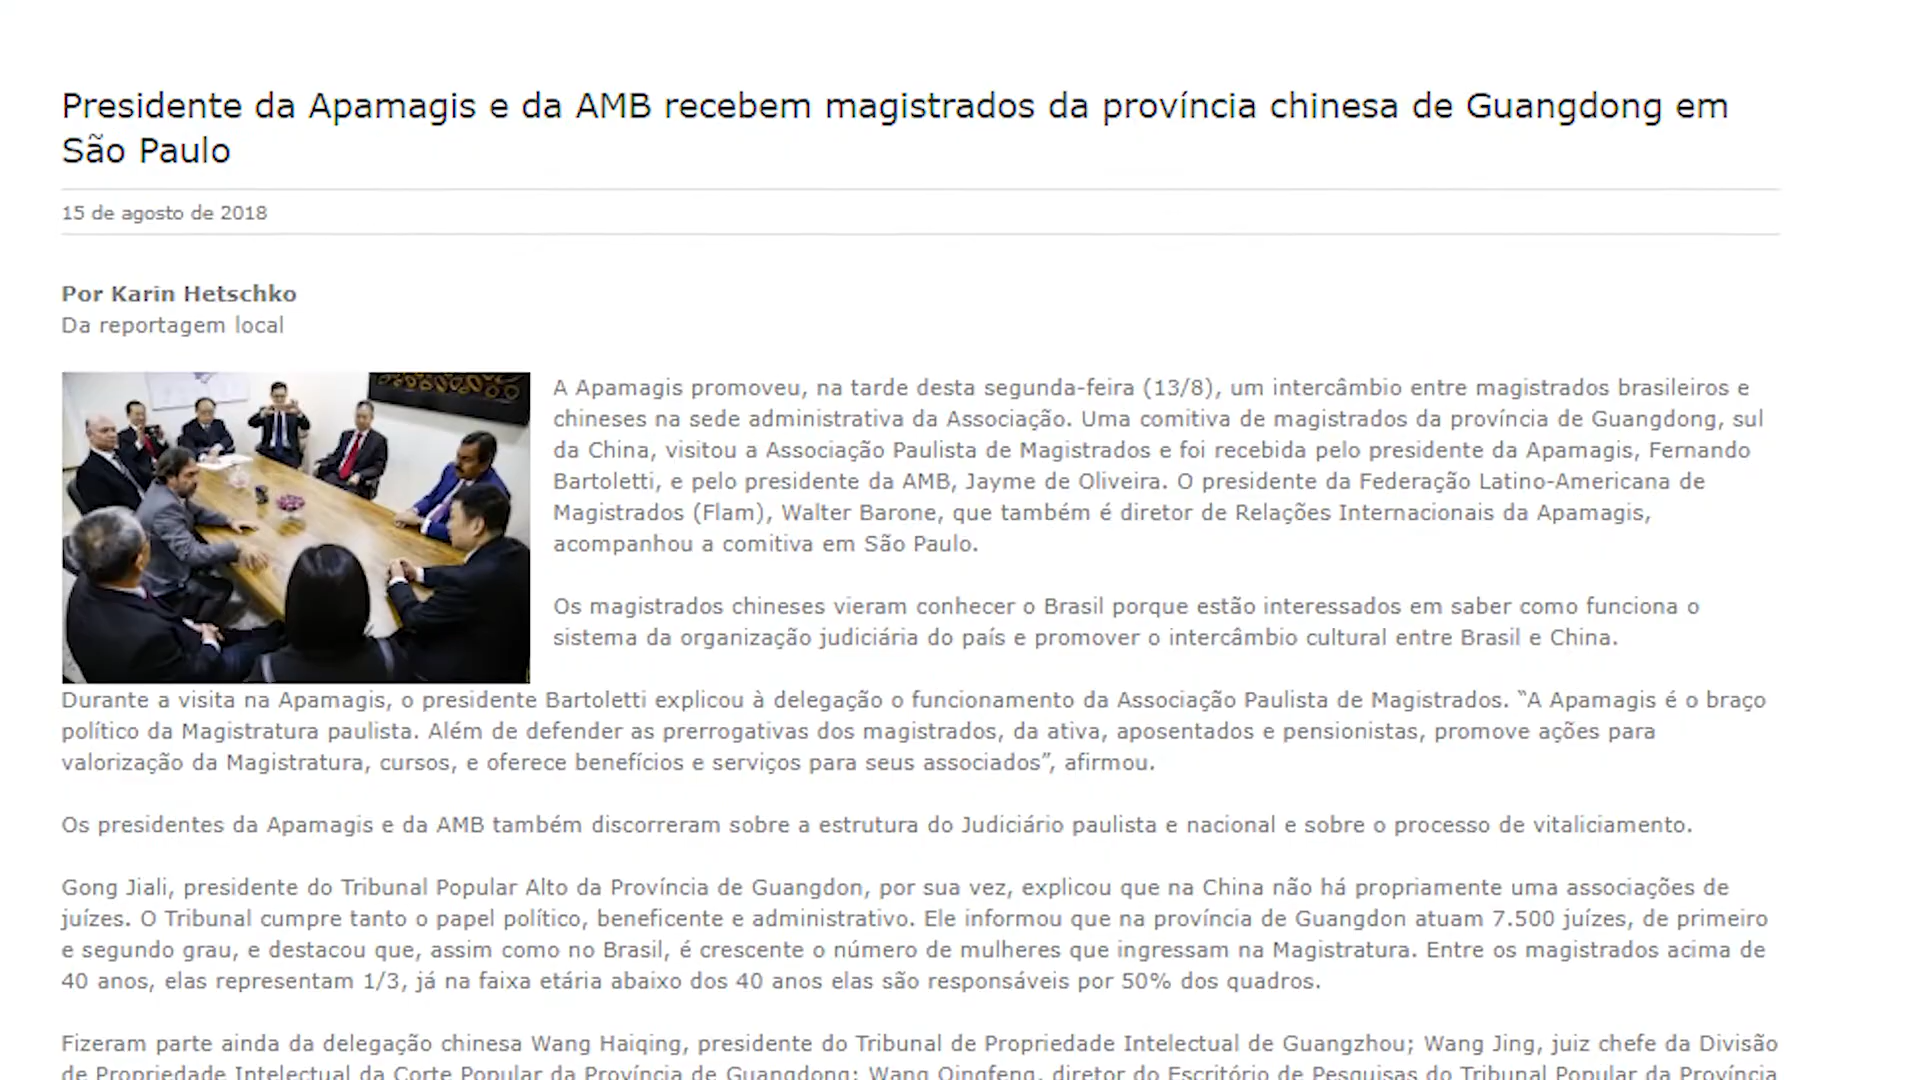 Presidente da Apamagis e da AMB recebem magistrados da província chinesa de Guangdong em
São Paulo
15 de agosto de 2018
Por Karin Hetschko
Da reportagem local
A Apamagis promoveu, na tarde desta segunda-feira (13/8), um intercâmbio entre magistrados brasileiros e
chineses na sede administrativa da Associação. Uma comitiva de magistrados da província de Guangdong, sul
da China, visitou a Associação Paulista de Magistrados e foi recebida pelo presidente da Apamagis, Fernando
Bartoletti, e pelo presidente da AMB, Jayme de Oliveira. O presidente da Federação Latino-Americana de
Magistrados (Flam), Walter Barone, que também é diretor de Relações Internacionais da Apamagis,
acompanhou a comitiva em São Paulo.
Os magistrados chineses vieram conhecer o Brasil porque estão interessados em saber como funciona o
sistema da organização judiciária do país e promover o intercâmbio cultural entre Brasil e China.
Durante a visita na Apamagis, o presidente Bartoletti explicou à delegação o funcionamento da Associação Paulista de Magistrados. “A Apamagis é o braço
político da Magistratura paulista. Além de defender as prerrogativas dos magistrados, da ativa, aposentados e pensionistas, promove ações para
valorização da Magistratura, cursos, e oferece benefícios e serviços para seus associados”, afirmou.
Os presidentes da Apamagis e da AMB também discorreram sobre a estrutura do Judiciário paulista e nacional e sobre o processo de vitaliciamento.
Gong Jiali, presidente do Tribunal Popular Alto da Província de Guangdon, por sua vez, explicou que na China não há propriamente uma associações de
juízes. O Tribunal cumpre tanto o papel político, beneficente e administrativo. Ele informou que na província de Guangdon atuam 7.500 juízes, de primeiro
e segundo grau, e destacou que, assim como no Brasil, é crescente o número de mulheres que ingressam na Magistratura. Entre os magistrados acima de
40 anos, elas representam 1/3, já na faixa etária abaixo dos 40 anos elas são responsáveis por 50% dos quadros.
Fizeram parte ainda da delegação chinesa Wang Haiqing, presidente do Tribunal de Propriedade Intelectual de Guangzhou; Wang Jing, juiz chefe da Divisão
de Propriedade Intelectual da Corte Popular da Província de Guangdong; Wang Qingfeng, diretor do Escritório de Pesquisas do Tribunal Popular da Província